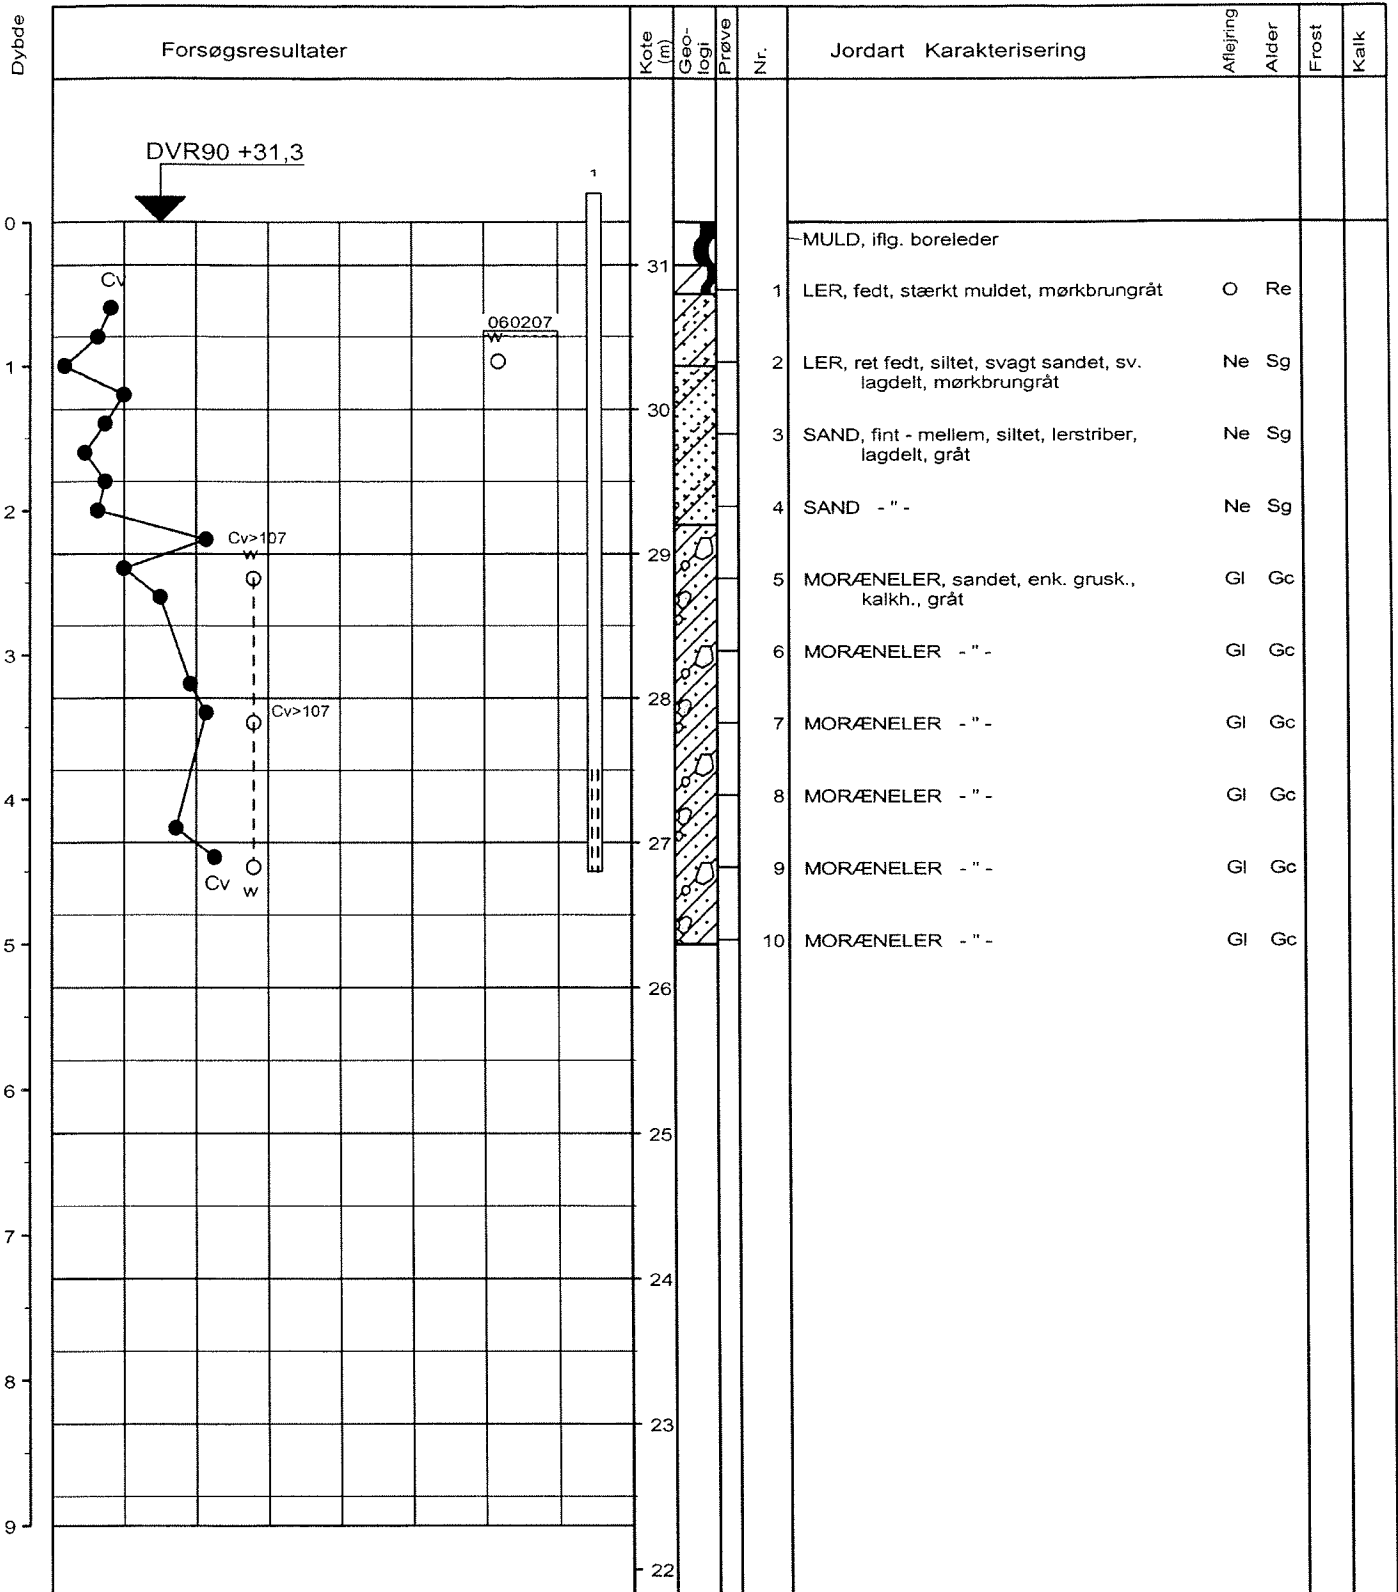 Dybde
Forsøgsresultater
Kote (m)
Geo-logi
Prøve
Nr.
Jordart Karakterisering
Aflejring
Alder
Frost
Kalk
DVR90 +31,3
1
0
MULD, iflg. boreleder
31
Cv
1 LER, fedt, stærkt muldet, mørkbrungråt O Re
060207
w
1
2 LER, ret fedt, siltet, svagt sandet, sv. Ne Sg
lagdelt, mørkbrungråt
30
3 SAND, fint - mellem, siltet, lerstriber, Ne Sg
lagdelt, gråt
2
4 SAND - " - Ne Sg
Cv>107
w
29
5 MORÆNELER, sandet, enk. grusk., Gl Gc
kalkh., gråt
3
6 MORÆNELER - " - Gl Gc
28
Cv>107
7 MORÆNELER - " - Gl Gc
4
8 MORÆNELER - " - Gl Gc
27
9 MORÆNELER - " - Gl Gc
Cv
w
5
10 MORÆNELER - " - Gl Gc
26
6
25
7
24
8
23
9
22